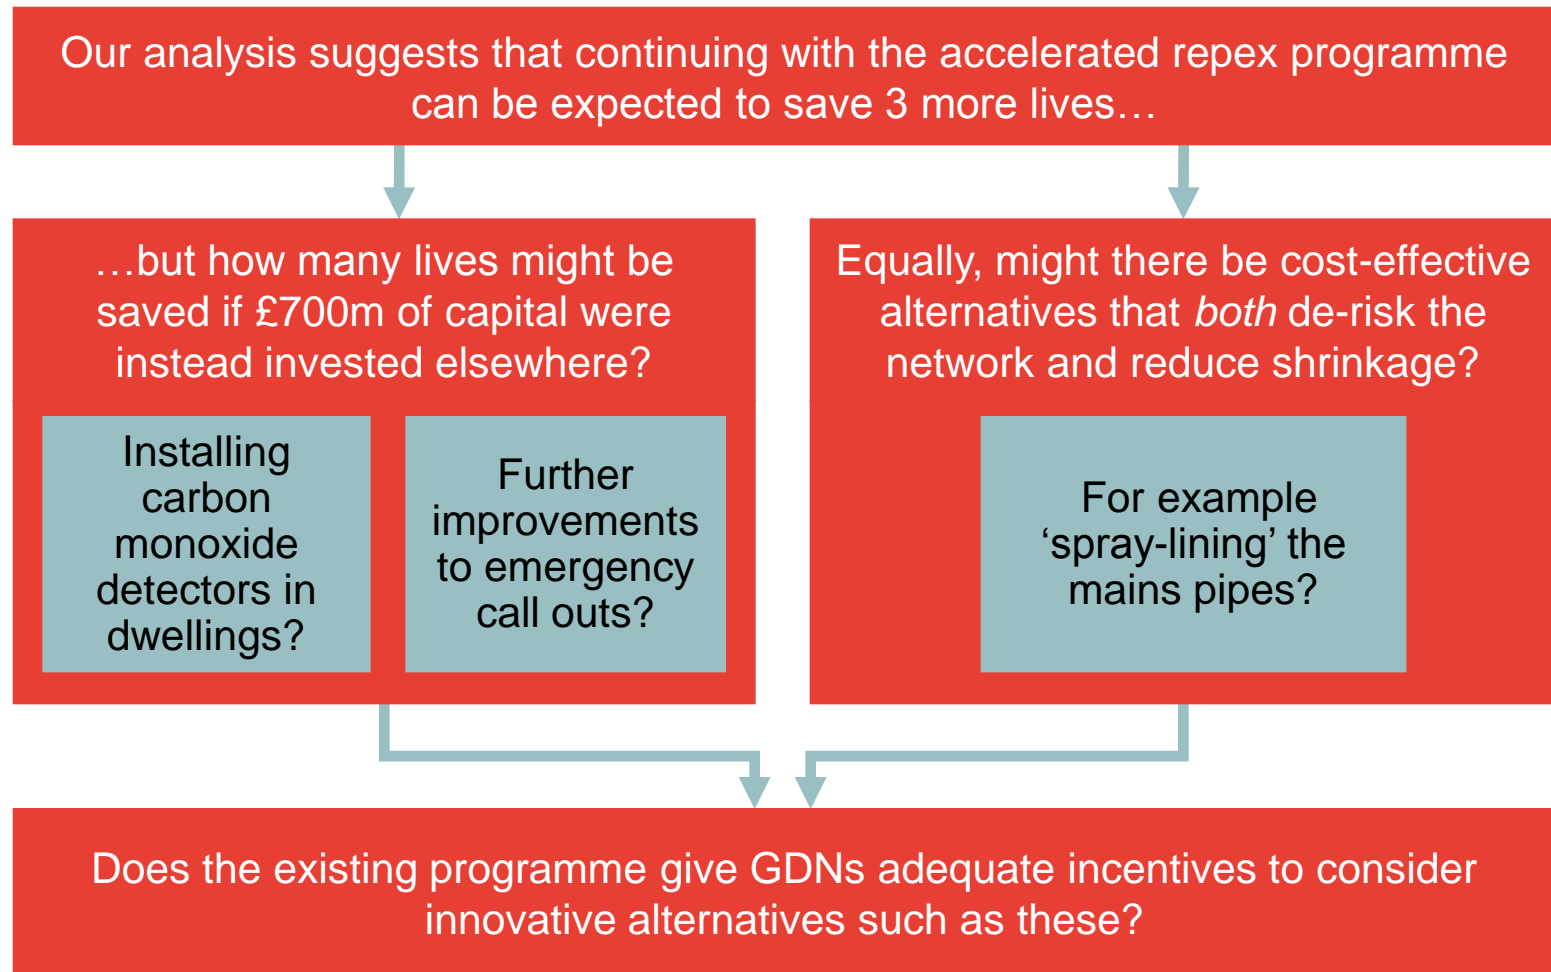 Our analysis suggests that continuing with the accelerated repex programme
can be expected to save 3 more lives…
…but how many lives might be
saved if £700m of capital were
instead invested elsewhere?
Installing
carbon
monoxide
detectors in
dwellings?
Further
improvements
to emergency
call outs?
Equally, might there be cost-effective
alternatives that both de-risk the
network and reduce shrinkage?
For example
‘spray-lining’ the
mains pipes?
Does the existing programme give GDNs adequate incentives to consider
innovative alternatives such as these?